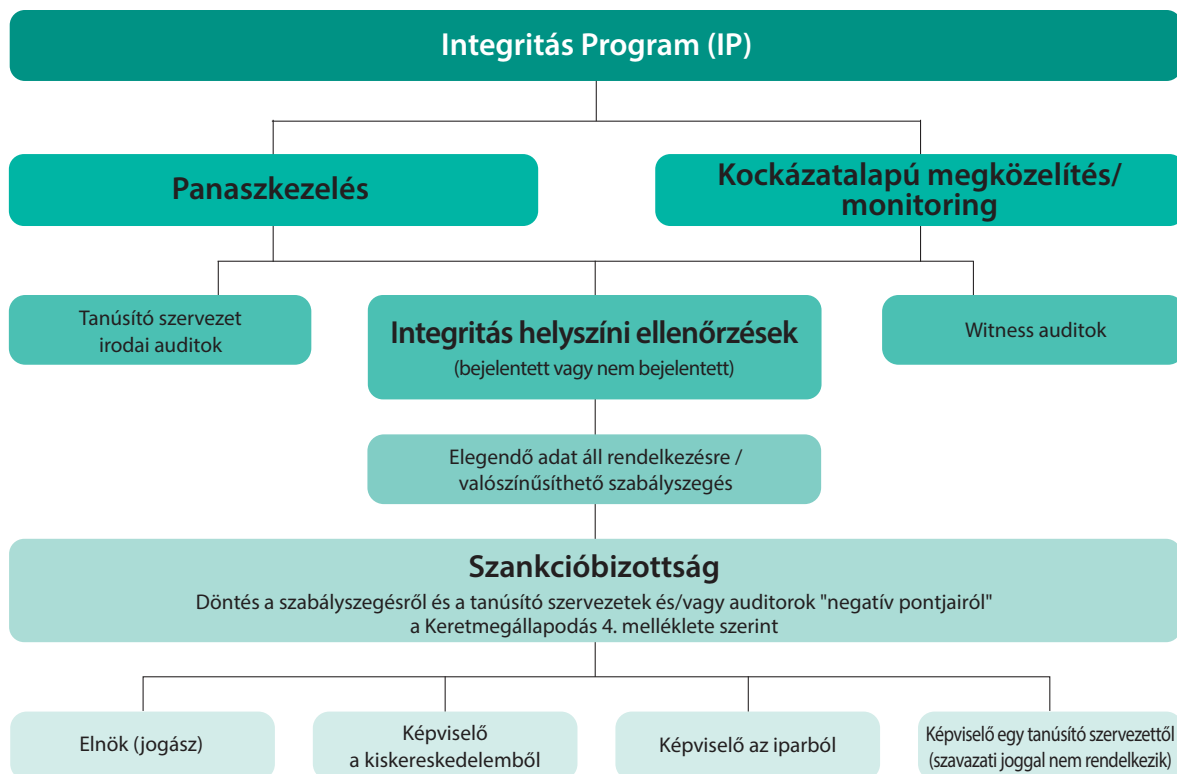 Integritás Program (IP)
Panaszkezelés
Kockázatalapú megközelítés/
monitoring
Tanúsító szervezet
irodai auditok
Integritás helyszíni ellenőrzések
(bejelentett vagy nem bejelentett)
Witness auditok
Elegendő adat áll rendelkezésre /
valószínűsíthető szabályszegés
Szankcióbizottság
Döntés a szabályszegésről és a tanúsító szervezetek és/vagy auditorok "negatív pontjairól"
a Keretmegállapodás 4. melléklete szerint
Elnök (jogász)
Képviselő
a kiskereskedelemből
Képviselő az iparból
Képviselő egy tanúsító szervezettől
(szavazati joggal nem rendelkezik)